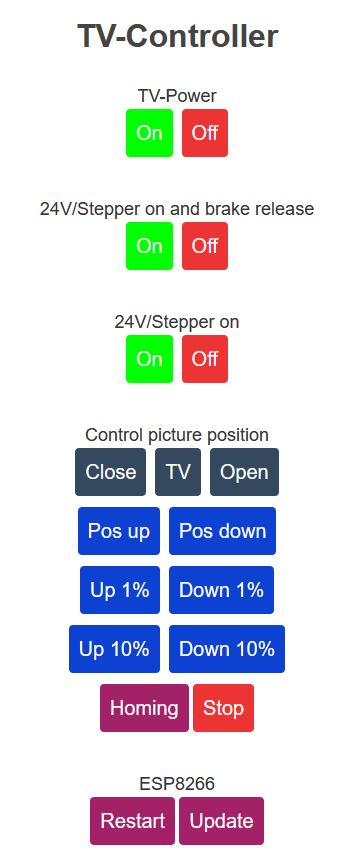 TV-Controller
TV-Power
On Off
24V/Stepper on and brake release
On Off
24V/Stepper on
On Off
Control picture position
Close TV Open
Pos up Pos down
Up 1% Down 1%
Up 10% Down 10%
Homing Stop
ESP8266
Restart Update